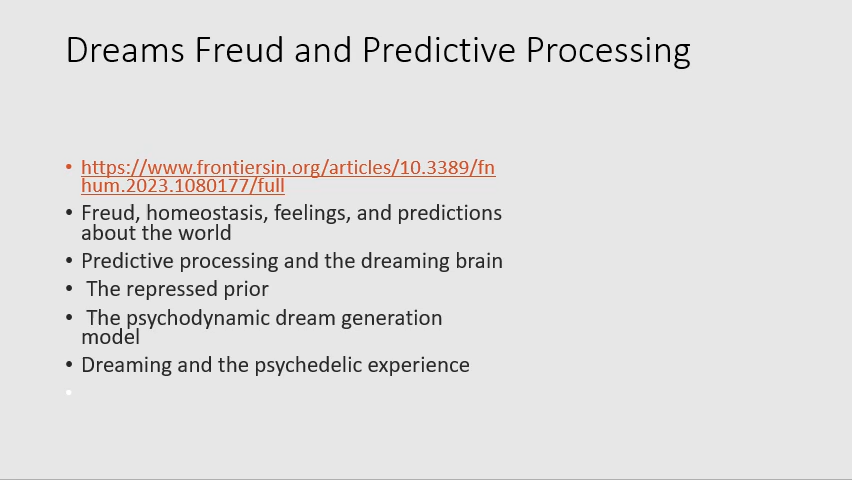 Dreams Freud and Predictive Processing
• https://www.frontiersin.org/articles/10.3389/fn
hum.2023.1080177/full
• Freud, homeostasis, feelings, and predictions
about the world
• Predictive processing and the dreaming brain
• The repressed prior
• The psychodynamic dream generation
model
• Dreaming and the psychedelic experience
•